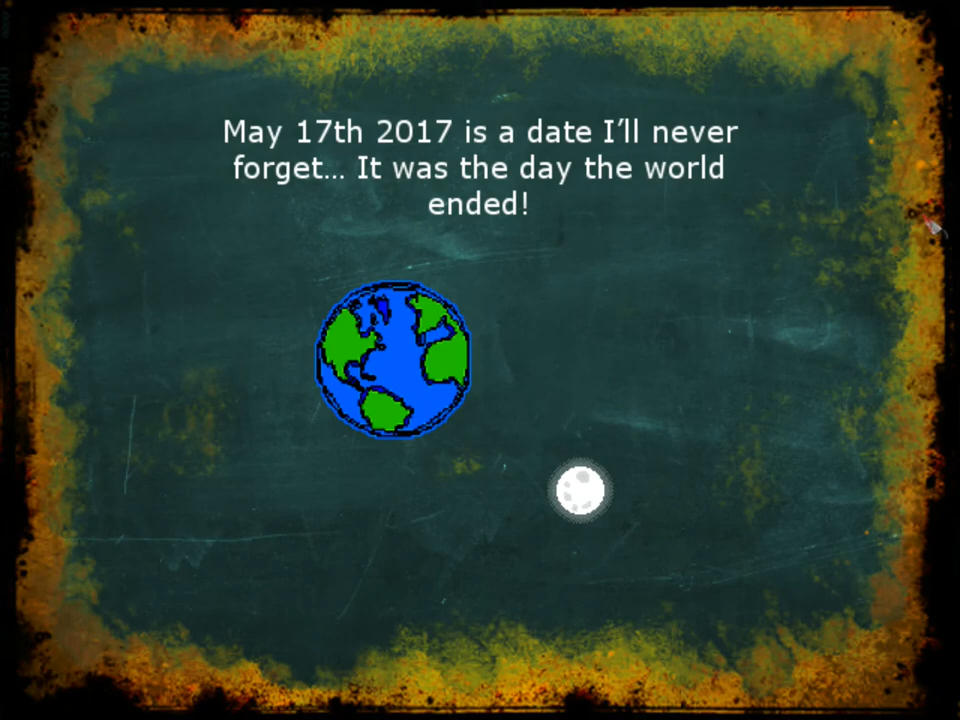 May 17th 2017 is a date I’ll never
forget... It was the day the world
ended!